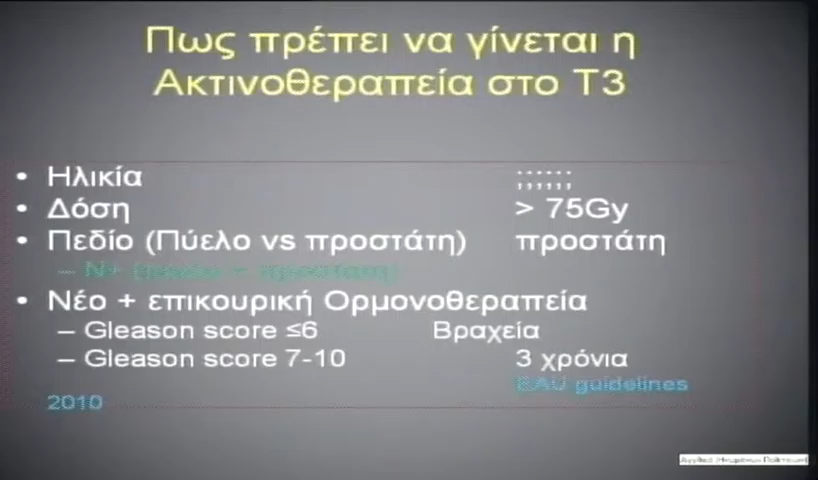 Πως πρέπει να γίνεται η
Ακτινοθεραπεία στο Τ3
• Ηλικία ;;;;;;
• Δόση > 75Gy
• Πεδίο (Πύελο vs προστάτη) προστάτη
– N+
• Νέο + επικουρική Ορμονοθεραπεία
– Gleason score ≤6 Βραχεία
– Gleason score 7-10 3 χρόνια
EAU guidelines
2010